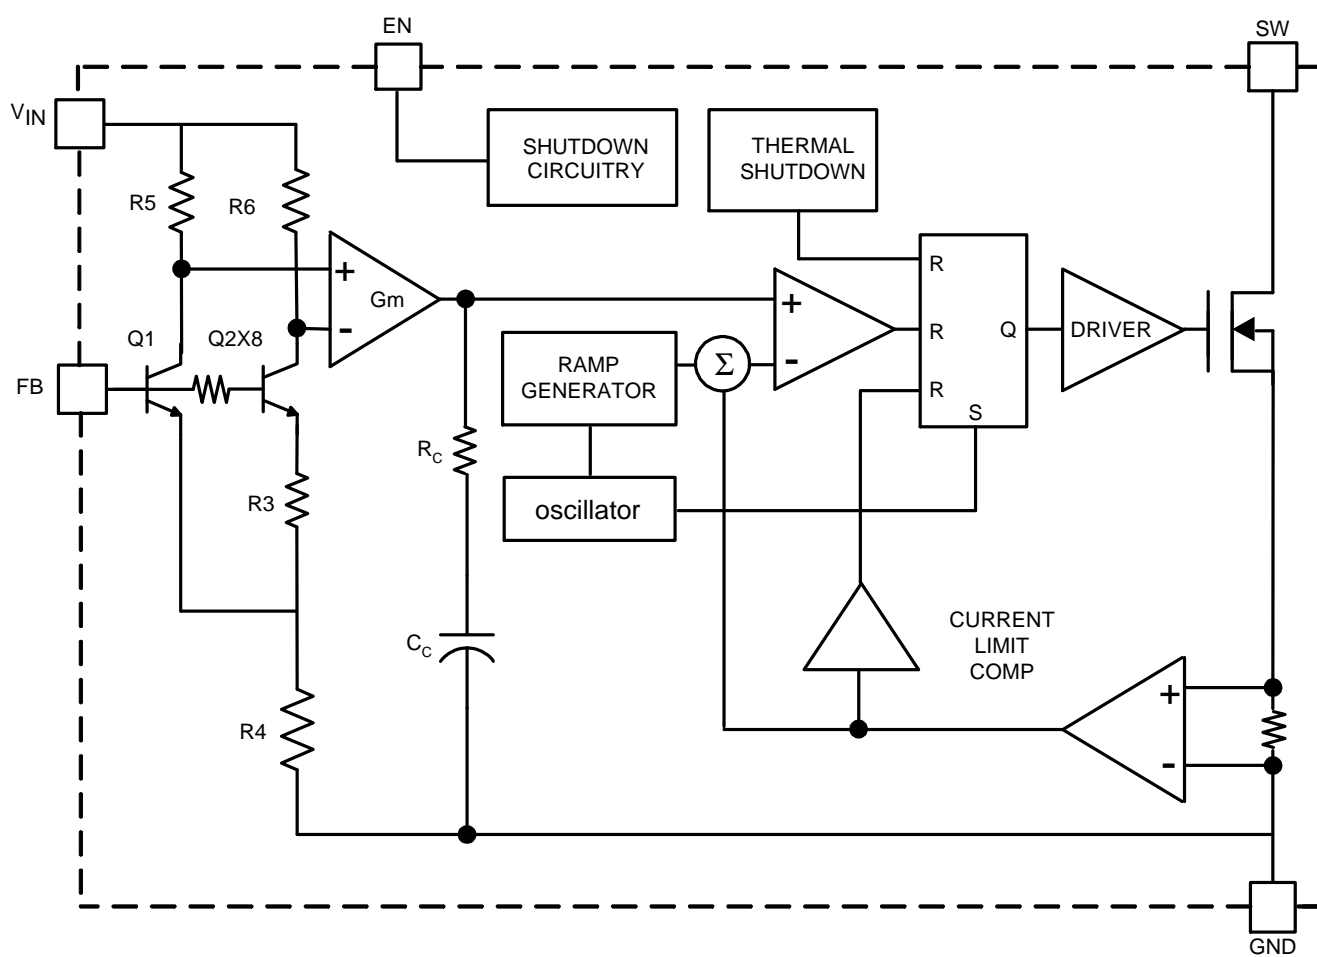 EN
SW
VIN
SHUTDOWN
CIRCUITRY
THERMAL
SHUTDOWN
R5
R6
+
Gm
-
R
R
R
Q
S
DRIVER
+
-
Q1
Q2X8
FB
RAMP
GENERATOR
Σ
RC
R3
oscillator
CC
CURRENT
LIMIT
COMP
+
-
R4
GND